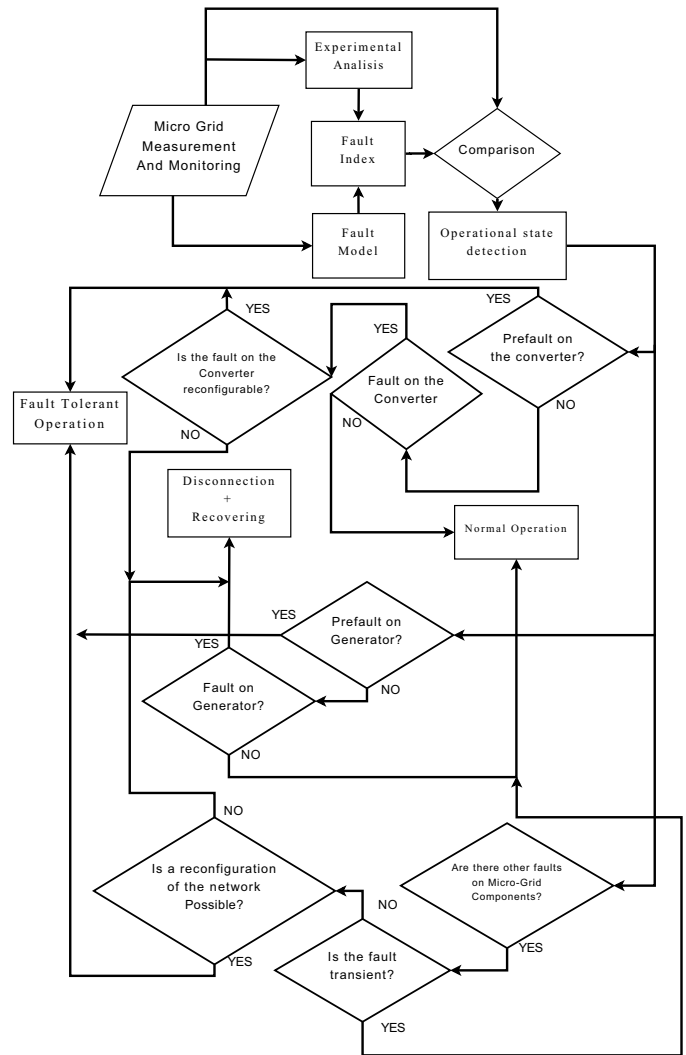 Experimental
Analisis
Micro Grid
Measurement
And Monitoring
Fault
Index
Comparison
Fault
Model
Operational state
detection
YES
YES
Prefault on
the converter?
YES
Is the fault on the
Converter
reconfigurable?
Fault on the
Converter
Fault Tolerant
Operation
NO
NO
NO
Disconnection
+
Recovering
Normal Operation
YES
Prefault on
Generator?
YES
NO
Fault on
Generator?
NO
NO
Is a reconfiguration
of the network
Possible?
Are there other faults
on Micro-Grid
Components?
NO
YES
YES
Is the fault
transient?
YES